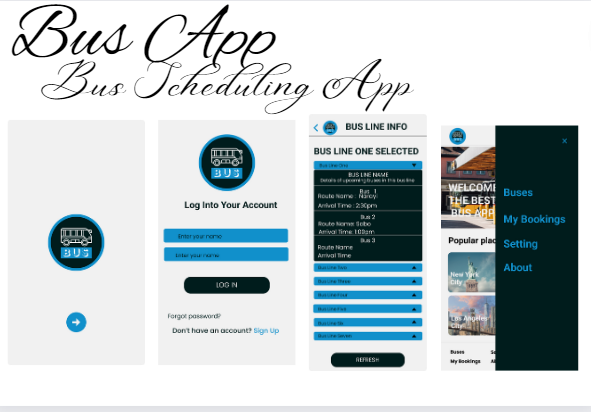 Bus App
Bus Scheduling App
BUS
BUS
Log Into Your Account
Enter your name
Enter your name
LOG IN
Forgot password?
Don't have an account? Sign Up
BUS LINE INFO
BUS LINE ONE SELECTED
Bus Line One
BUS LINE NAME
Details of upcoming buses in this bus line
Bus 1
Route Name : Nanoyi
Arrival Time : 2:30pm
Bus 2
Route Name: Sabo
Arrival Time: 1:00pm
Bus 3
Route Name
Arrival Time
Bus Line Two
Bus Line Three
Bus Line Four
Bus Line Five
Bus Line Six
Bus Line Seven
REFRESH
WELCOME
THE BEST
BUS APP
Popular plac
New York
City
Los Angeles
City
Buses
My Bookings
×
Buses
My Bookings
Setting
About